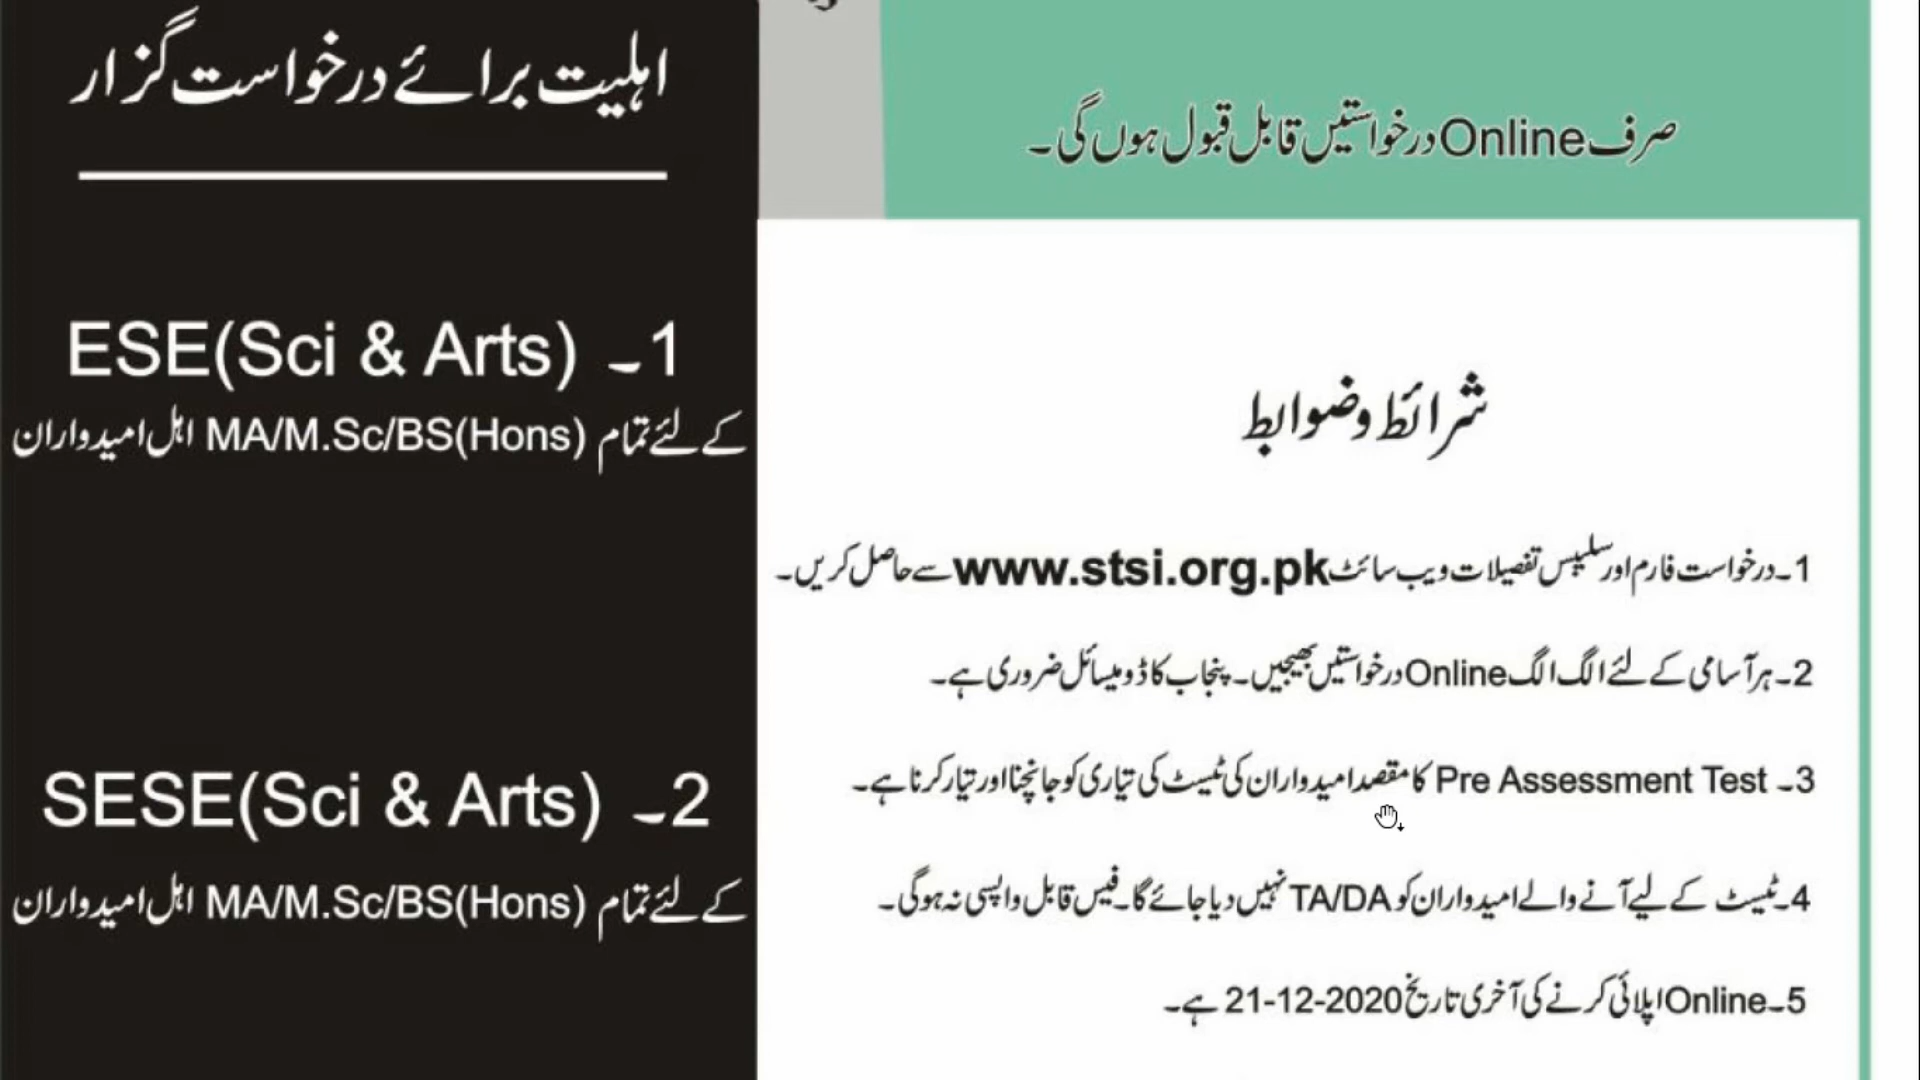 اہلیت برائے درخواست گزار
1۔ ESE(Sci & Arts)
کے لئے تمام MA/M.Sc/BS(Hons) اہل امیدواران
2۔ SESE(Sci & Arts)
کے لئے تمام MA/M.Sc/BS(Hons) اہل امیدواران
صرف Online درخواستیں قابل قبول ہوں گی۔
شرائط و ضوابط
1۔درخواست فارم اور سلیبس تفصیلات ویب سائٹ www.stsi.org.pk سے حاصل کریں۔
2۔ہر آسامی کے لئے الگ الگ Online درخواستیں بھیجیں۔ پنجاب کا ڈومیسائل ضروری ہے۔
3۔ Pre Assessment Test کا مقصد امیدواران کی ٹیسٹ کی تیاری کو جانچنا اور تیار کرنا ہے۔
4۔ٹیسٹ کے لیے آنے والے امیدواران کو TA/DA نہیں دیا جائے گا۔ فیس قابل واپسی نہ ہوگی۔
5۔Online اپلائی کرنے کی آخری تاریخ 21-12-2020 ہے۔